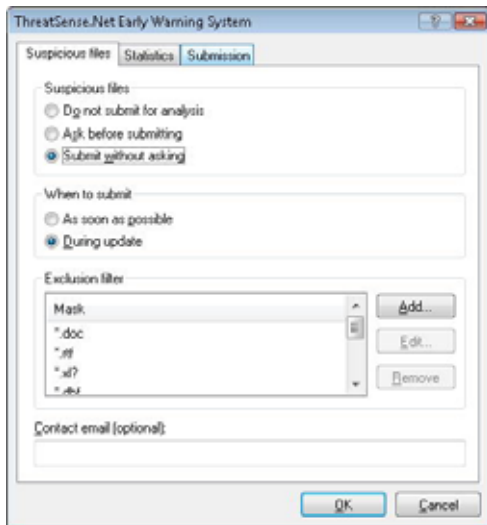 ThreatSense.Net Early Warning System
Suspicious files Statistics Submission
Suspicious files
Do not submit for analysis
Ask before submitting
Submit without asking
When to submit
As soon as possible
During update
Exclusion filter
Mask
*.doc
*.rtf
*.xl?
*.dbf
Add...
Edit...
Remove
Contact email (optional):
OK Cancel